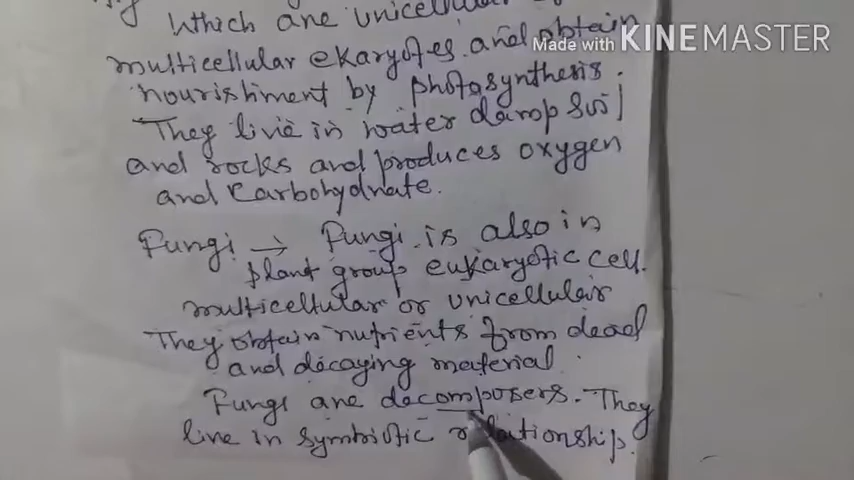 Which are unicellular
multicellular ekaryotes and obtain
Made with KINEMASTER
nourishment by photosynthesis.
They live in water damp soil
and rocks and produces oxygen
and Carbohydrate.
Fungi → Fungi is also in
plant group eukaryotic cell.
multicellular or unicellulair
They obtain nutrients from dead
and decaying material.
Fungi are decomposers. They
live in symbiotic relationship.